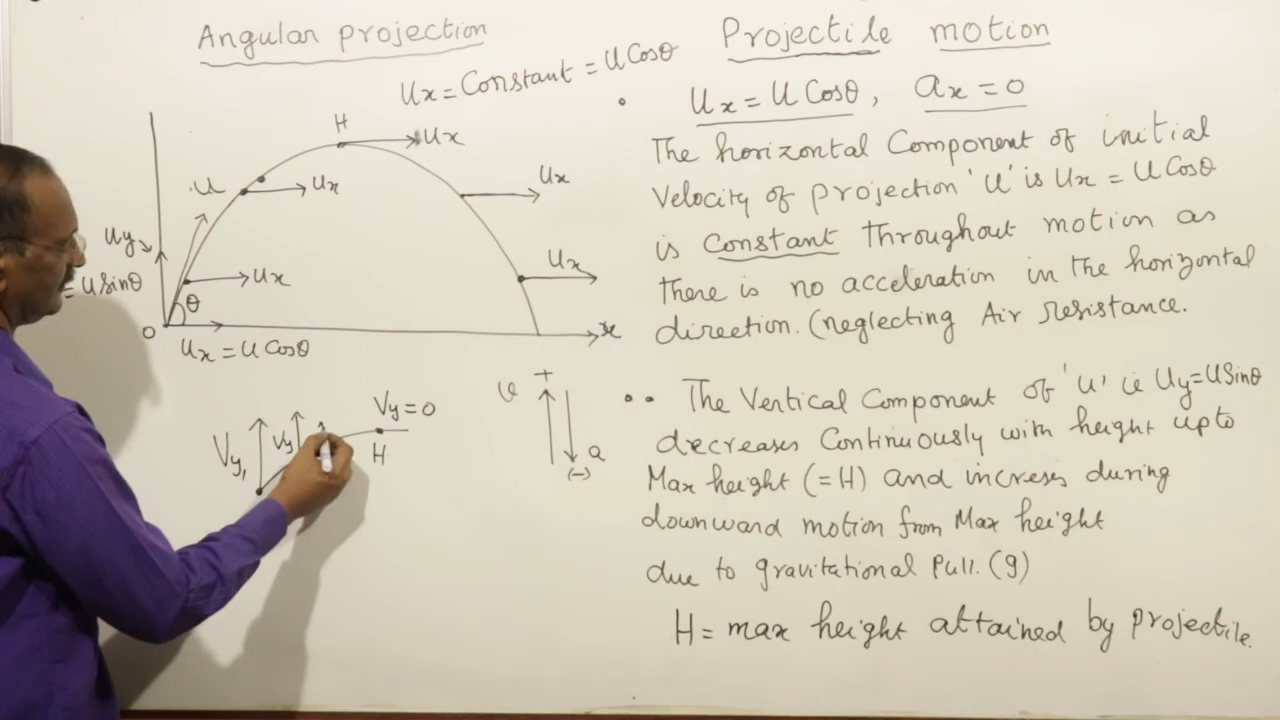 Angular projection
Ux = Constant = U Cosθ
H
Ux
U
Ux
Ux
Uy
= U Sinθ
Ux
Ux
θ
O
x
Ux = U Cosθ
Vy = 0
Vy1
Vy
H
+
a
(-)
Projectile motion
Ux = U Cosθ, ax = 0
The horizontal Component of initial
Velocity of projection 'U' is Ux = U Cosθ
is Constant throughout motion as
there is no acceleration in the horizontal
direction. (neglecting Air resistance.
The Vertical Component of 'U' ie Uy=USinθ
decreases Continuously with height upto
Max height (=H) and increses during
downward motion from Max height
due to gravitational Pull. (g)
H = max height attained by projectile.